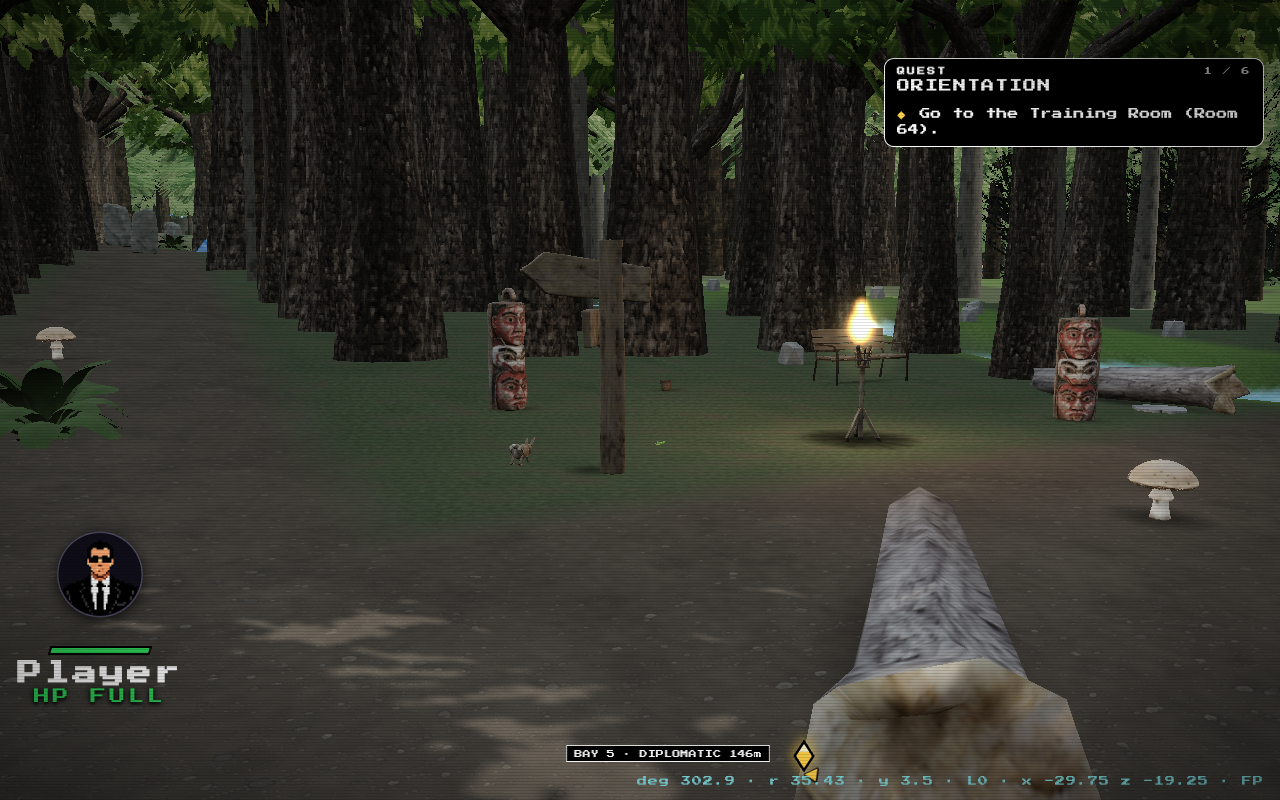 QUEST
1 / 6
ORIENTATION
Go to the Training Room (Room
64).
Player
HP FULL
BAY 5 · DIPLOMATIC 146m
deg 302.9 · r 35.43 · y 3.5 · L0 · x -29.75 z -19.25 · FP